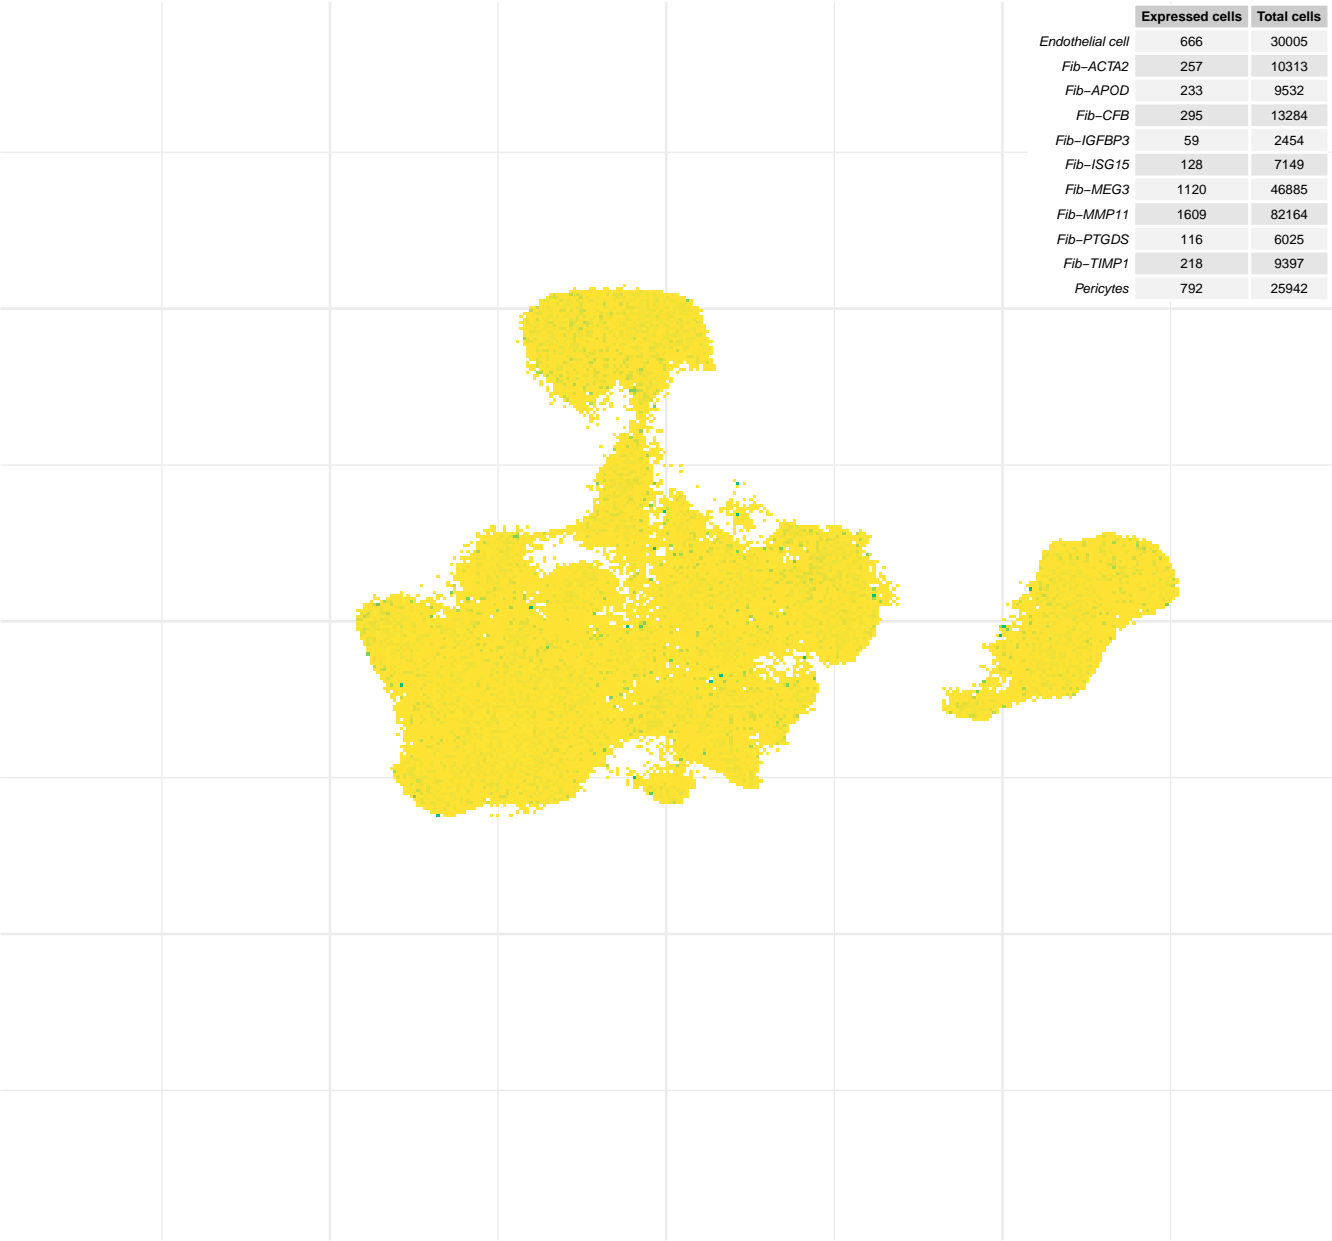 Expressed cells Total cells
Endothelial cell 666 30005
Fib−ACTA2 257 10313
Fib−APOD 233 9532
Fib−CFB 295 13284
Fib−IGFBP3 59 2454
Fib−ISG15 128 7149
Fib−MEG3 1120 46885
Fib−MMP11 1609 82164
Fib−PTGDS 116 6025
Fib−TIMP1 218 9397
Pericytes 792 25942